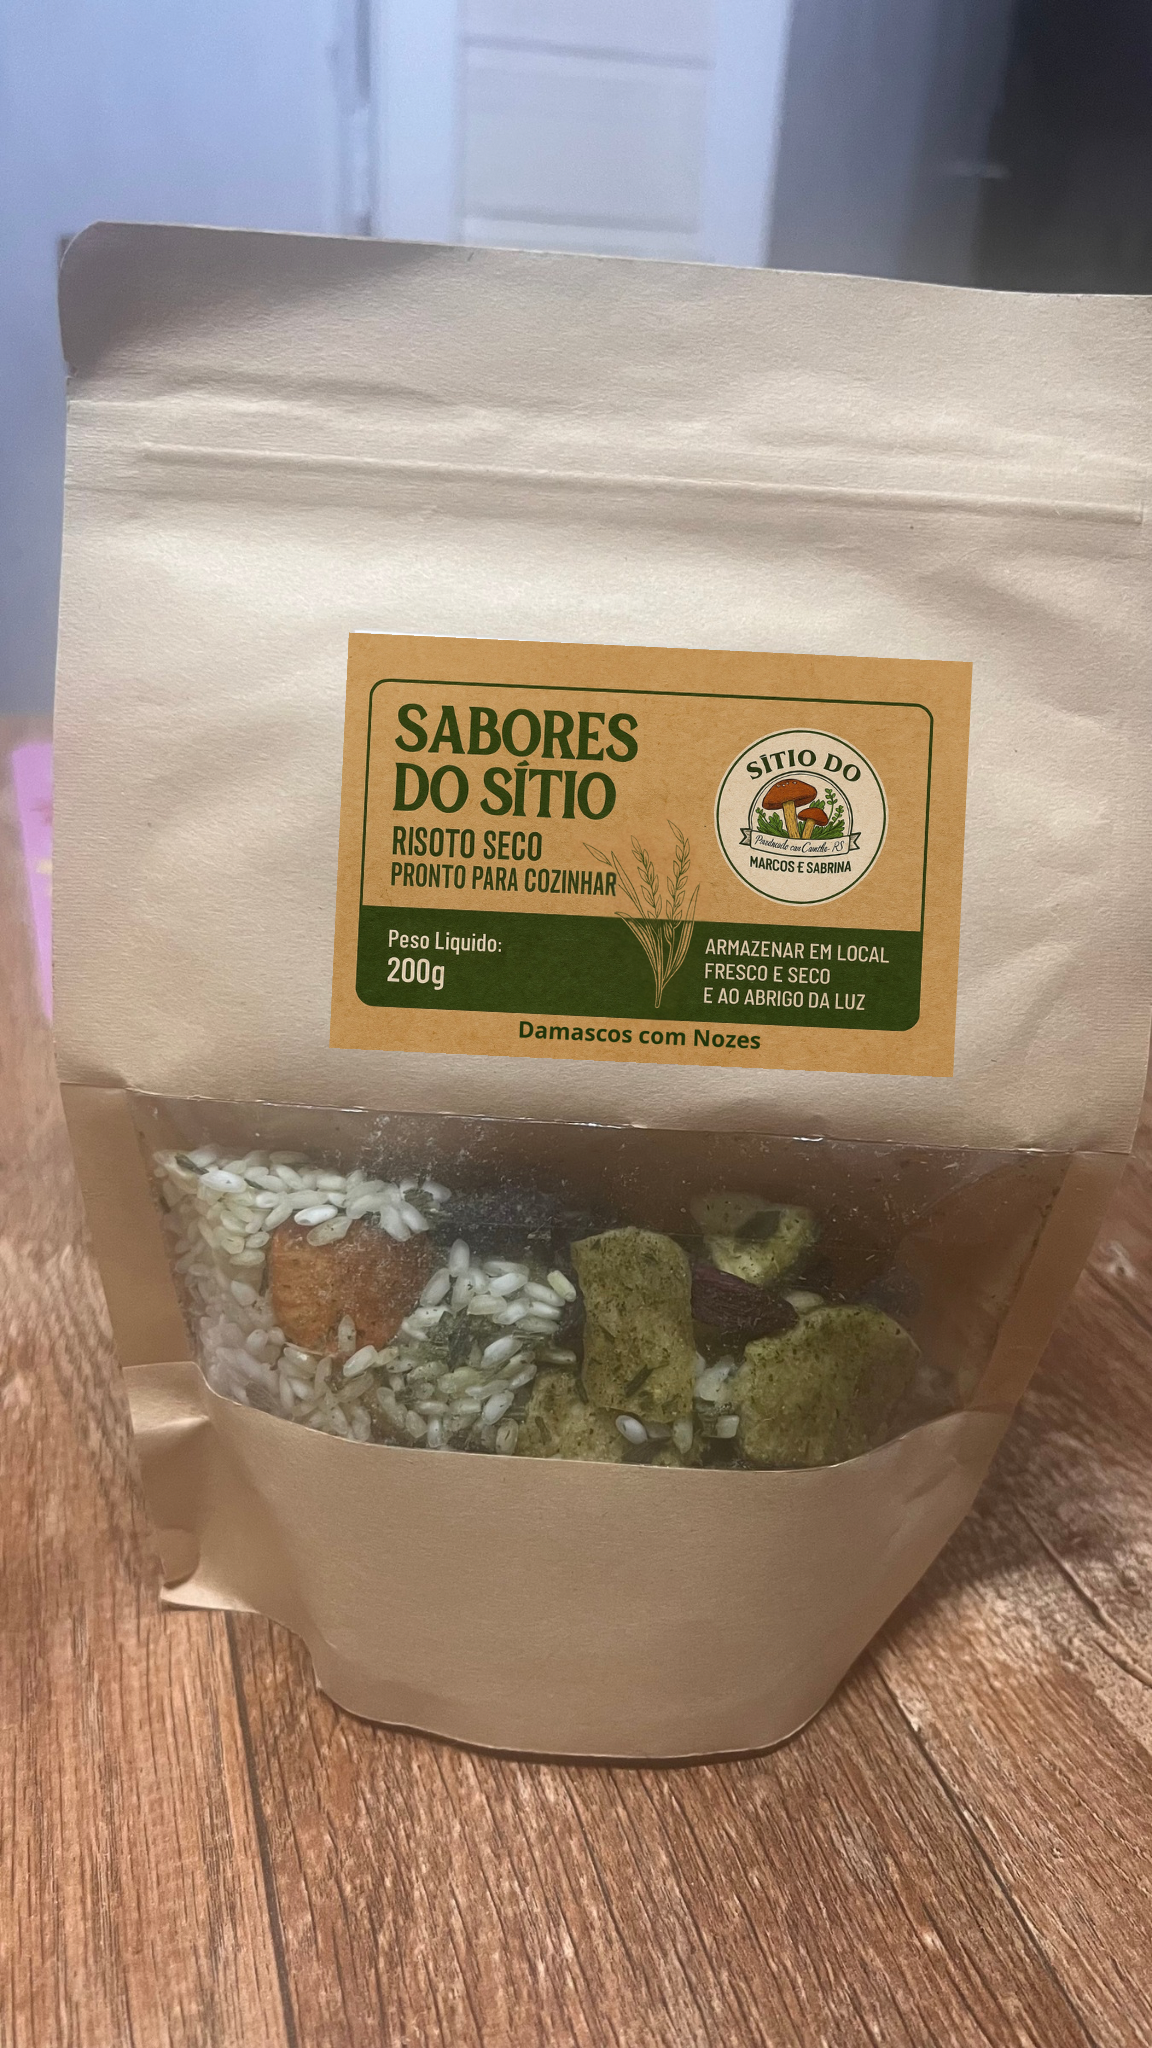 SABORES
DO SÍTIO
RISOTO SECO
PRONTO PARA COZINHAR
Peso Liquido:
200g
SÍTIO DO
RS
MARCOS E SABRINA
ARMAZENAR EM LOCAL
FRESCO E SECO
E AO ABRIGO DA LUZ
Damascos com Nozes